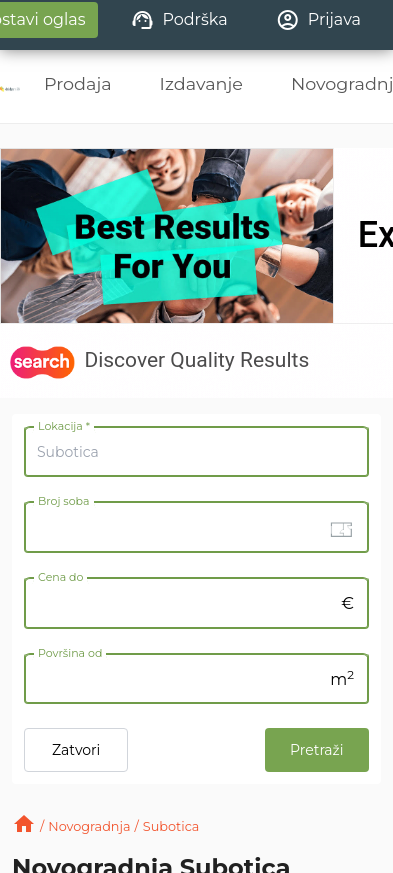 ostavi oglas
Podrška
Prijava
Prodaja
Izdavanje
Novogradnj
Best Results
For You
Ex
search
Discover Quality Results
Lokacija *
Subotica
Broj soba
Cena do
€
Površina od
m²
Zatvori
Pretraži
/ Novogradnja / Subotica
Novogradnja Subotica